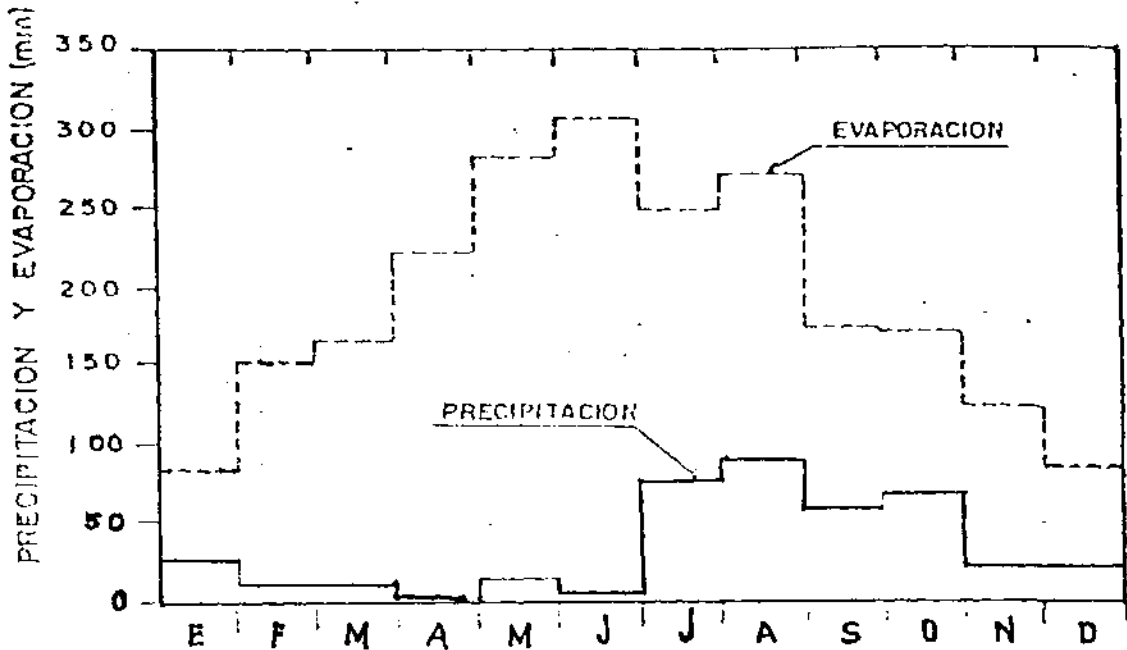 PRECIPITACION Y EVAPORACION (mm)
350
300
250
200
150
100
50
0
EVAPORACION
PRECIPITACION
E F M A M J J A S O N D